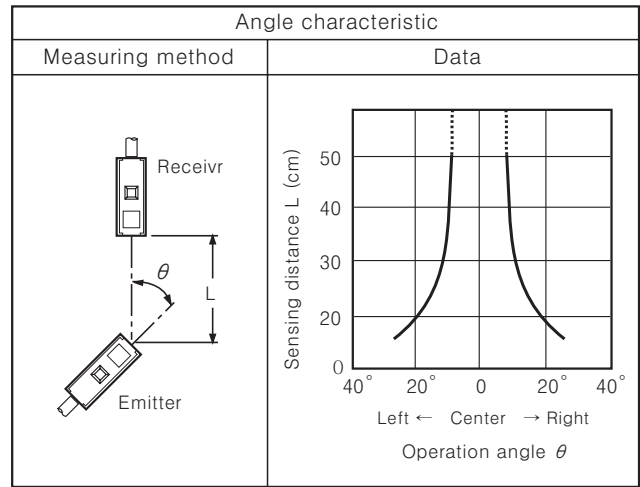 Angle characteristic
Measuring method
Data
Receivr
θ
L
Emitter
Sensing distance L (cm)
50
40
30
20
0
40° 20° 0 20° 40°
Left ← Center → Right
Operation angle θ